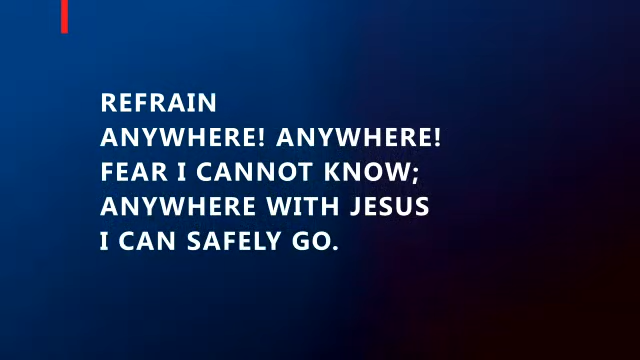 REFRAIN
ANYWHERE! ANYWHERE!
FEAR I CANNOT KNOW;
ANYWHERE WITH JESUS
I CAN SAFELY GO.